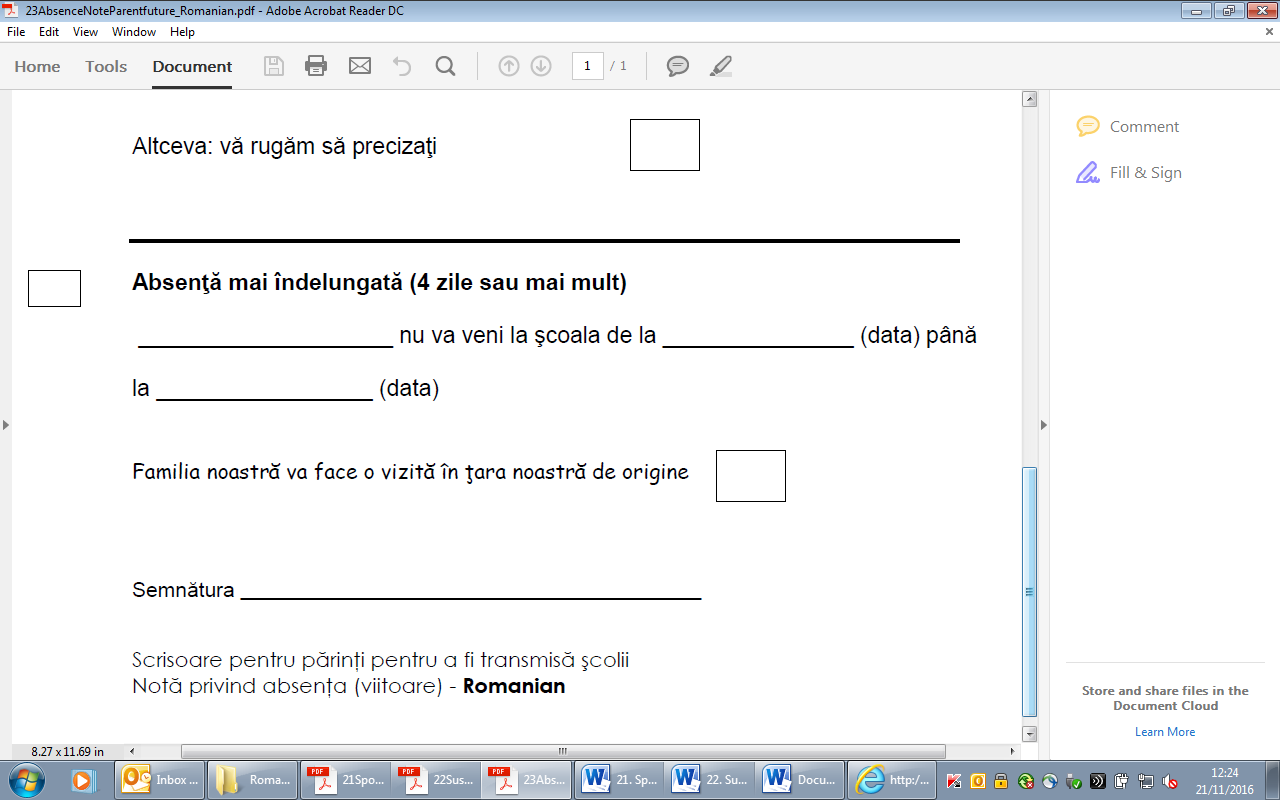 23AbsenceNoteParentfuture_Romanian.pdf - Adobe Acrobat Reader DC
File Edit View Window Help
Home Tools Document 1 / 1
Altceva: vă rugăm să precizaţi
Absenţă mai îndelungată (4 zile sau mai mult)
____________________ nu va veni la şcoala de la _______________ (data) până
la _________________ (data)
Familia noastră va face o vizită în ţara noastră de origine
Semnătura ________________________________________
Scrisoare pentru părinți pentru a fi transmisă şcolii
Notă privind absența (viitoare) - Romanian
Comment
Fill & Sign
Store and share files in the
Document Cloud
Learn More
8.27 x 11.69 in
Inbox ... Roma... 21Spo... 22Sus... 23Abs... 21. Sp... 22. Su... Docu... http:/... 12:24
21/11/2016